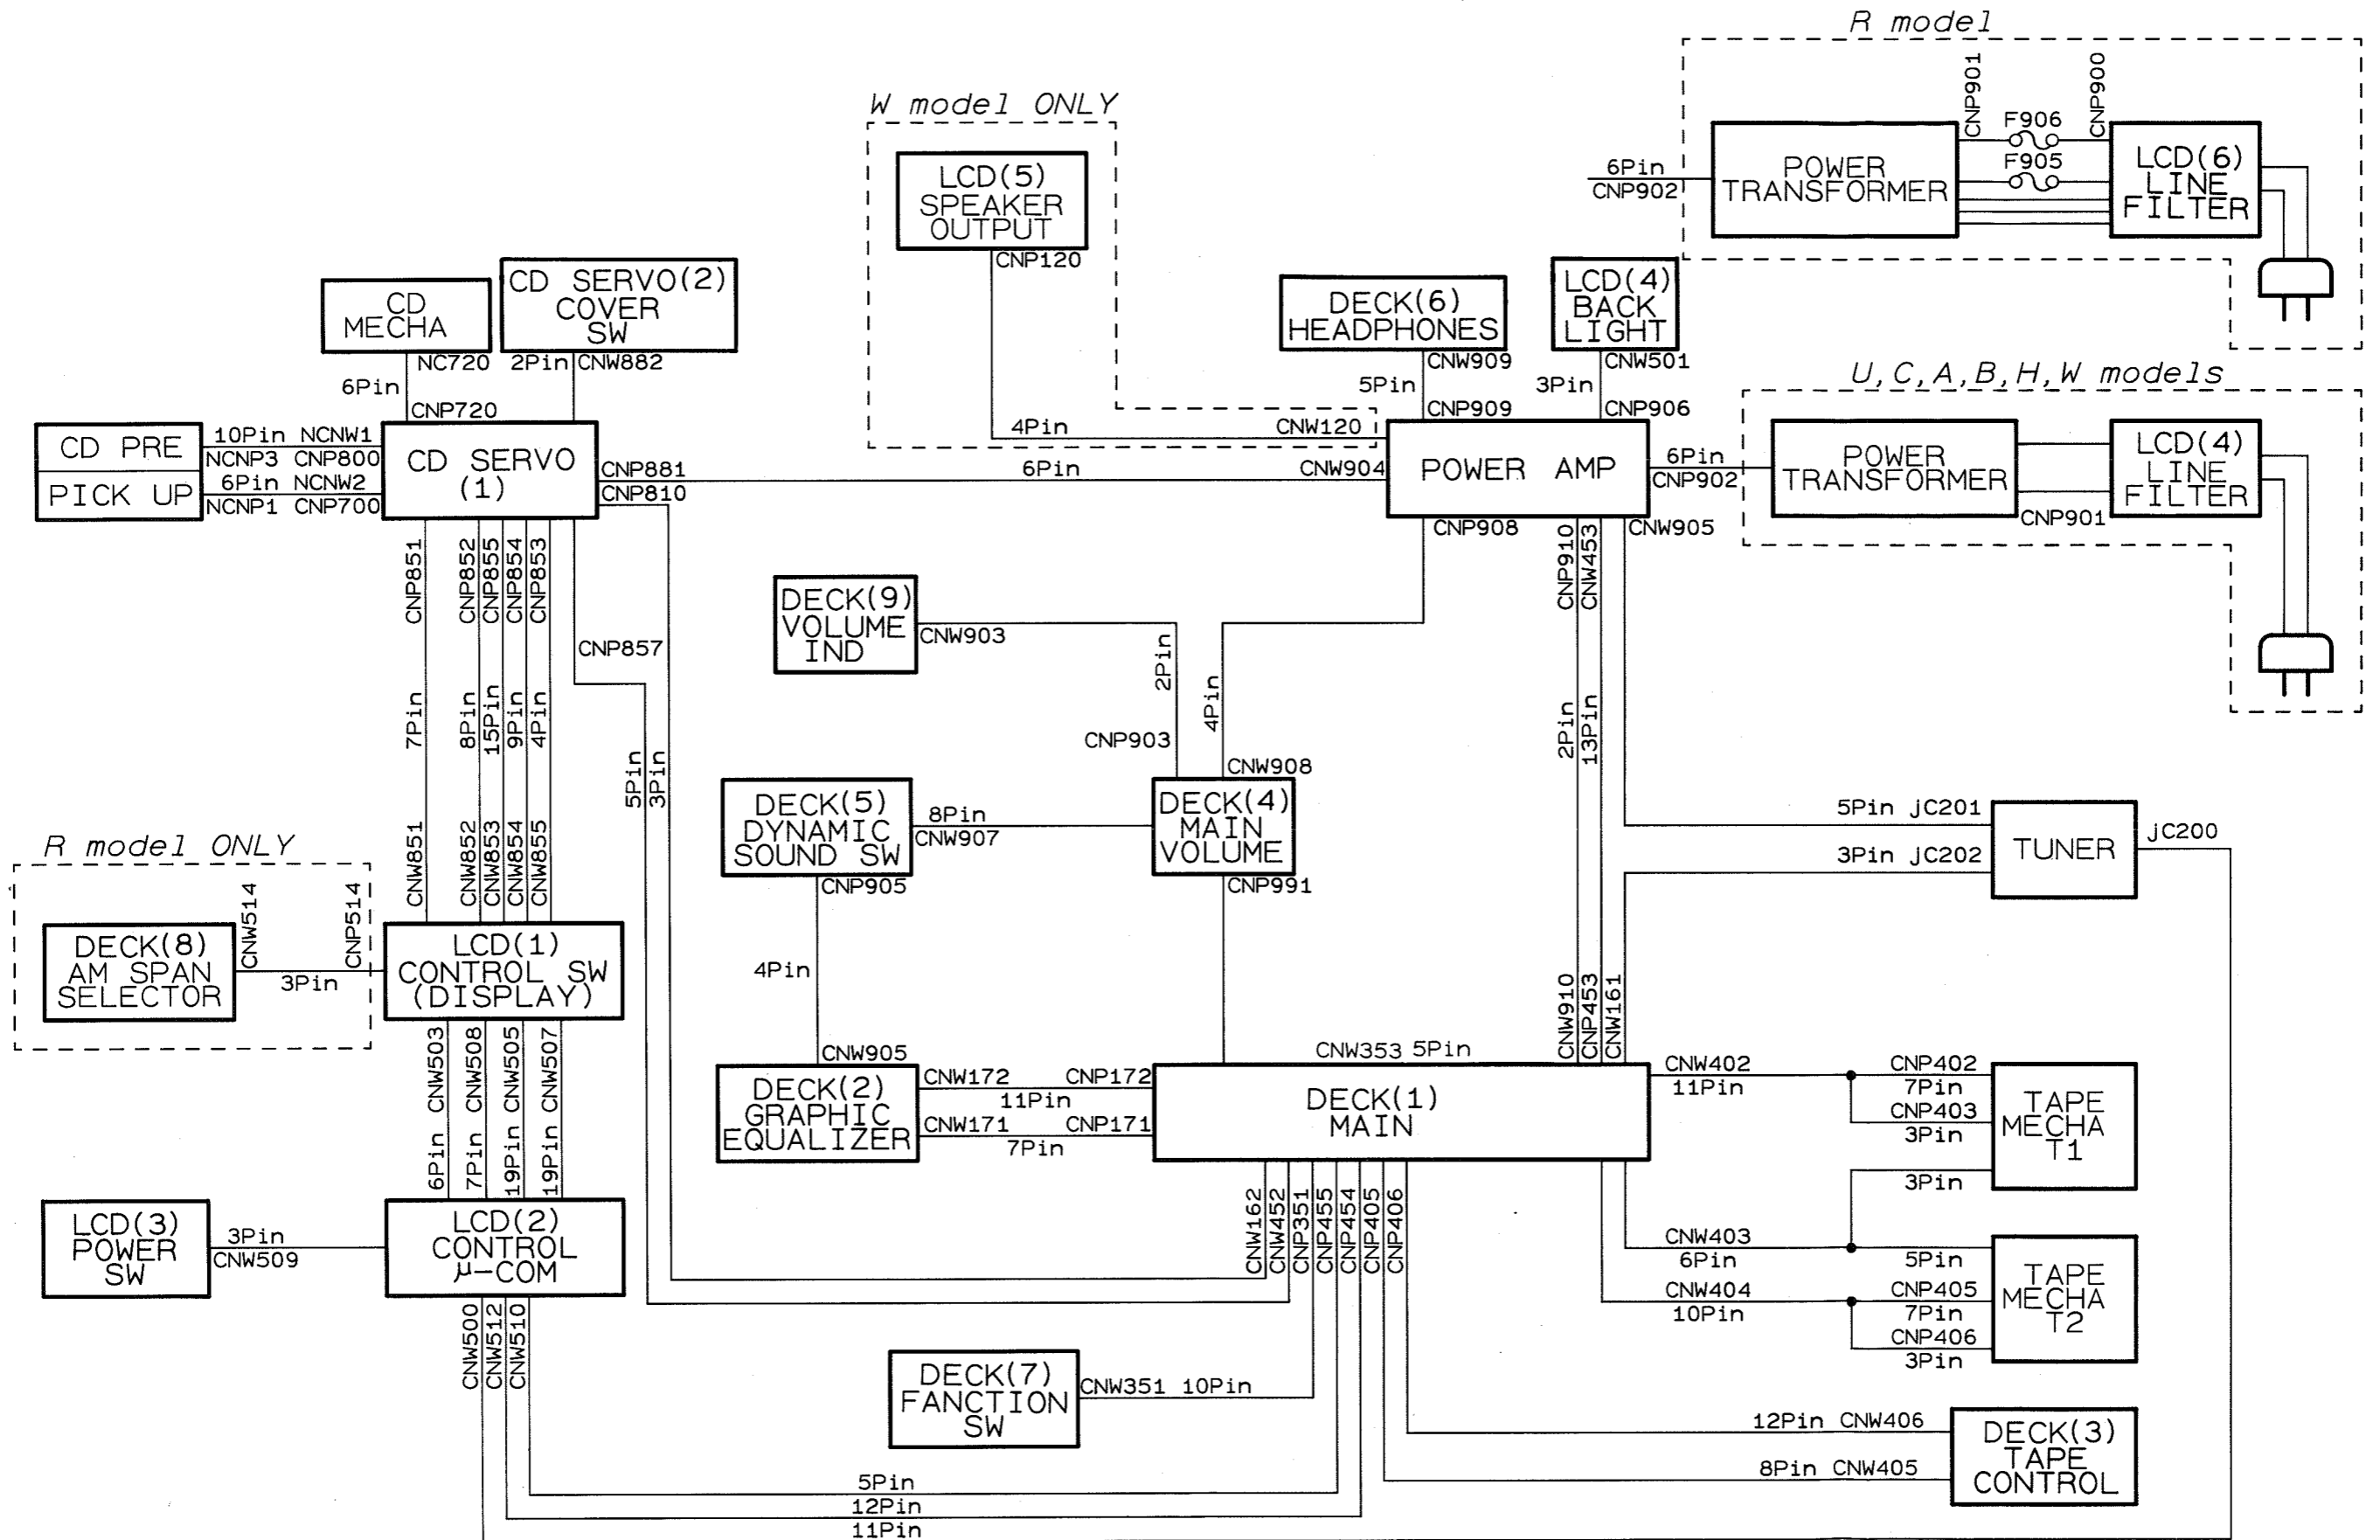 R model
CNP901
CNP900
F906
F905
6Pin
CNP902
POWER
TRANSFORMER
LCD(6)
LINE
FILTER
W model ONLY
LCD(5)
SPEAKER
OUTPUT
CNP120
4Pin
CNW120
CD
MECHA
NC720
6Pin
CNP720
CD SERVO(2)
COVER
SW
2Pin
CNW882
DECK(6)
HEADPHONES
CNW909
5Pin
CNP909
LCD(4)
BACK
LIGHT
CNW501
3Pin
CNP906
U,C,A,B,H,W models
CD PRE
PICK UP
10Pin NCNW1
NCNP3 CNP800
6Pin NCNW2
NCNP1 CNP700
CD SERVO
(1)
CNP881
CNP810
6Pin
CNW904
POWER AMP
6Pin
CNP902
POWER
TRANSFORMER
CNP901
LCD(4)
LINE
FILTER
CNP908
CNP910
CNW453
CNW905
CNP851
CNP852
CNP855
CNP854
CNP853
CNP857
7Pin
8Pin
15Pin
9Pin
4Pin
5Pin
3Pin
CNW851
CNW852
CNW853
CNW854
CNW855
DECK(9)
VOLUME
IND
CNW903
2Pin
CNP903
4Pin
CNW908
2Pin
13Pin
DECK(5)
DYNAMIC
SOUND SW
8Pin
CNW907
CNP905
DECK(4)
MAIN
VOLUME
CNP991
5Pin jC201
3Pin jC202
TUNER
jC200
R model ONLY
DECK(8)
AM SPAN
SELECTOR
CNW514
CNP514
3Pin
LCD(1)
CONTROL SW
(DISPLAY)
4Pin
CNW905
CNW353 5Pin
CNW910
CNP453
CNW161
CNW503
CNW508
CNW505
CNW507
6Pin
7Pin
19Pin
19Pin
DECK(2)
GRAPHIC
EQUALIZER
CNW172
CNP172
11Pin
CNW171
CNP171
7Pin
DECK(1)
MAIN
CNW402
11Pin
CNP402
7Pin
CNP403
3Pin
3Pin
TAPE
MECHA
T1
LCD(3)
POWER
SW
3Pin
CNW509
LCD(2)
CONTROL
μ-COM
CNW162
CNW452
CNP351
CNP455
CNP454
CNP405
CNP406
CNW403
6Pin
5Pin
CNW404
10Pin
CNP405
7Pin
CNP406
3Pin
TAPE
MECHA
T2
CNW500
CNW512
CNW510
DECK(7)
FANCTION
SW
CNW351 10Pin
12Pin CNW406
8Pin CNW405
DECK(3)
TAPE
CONTROL
5Pin
12Pin
11Pin